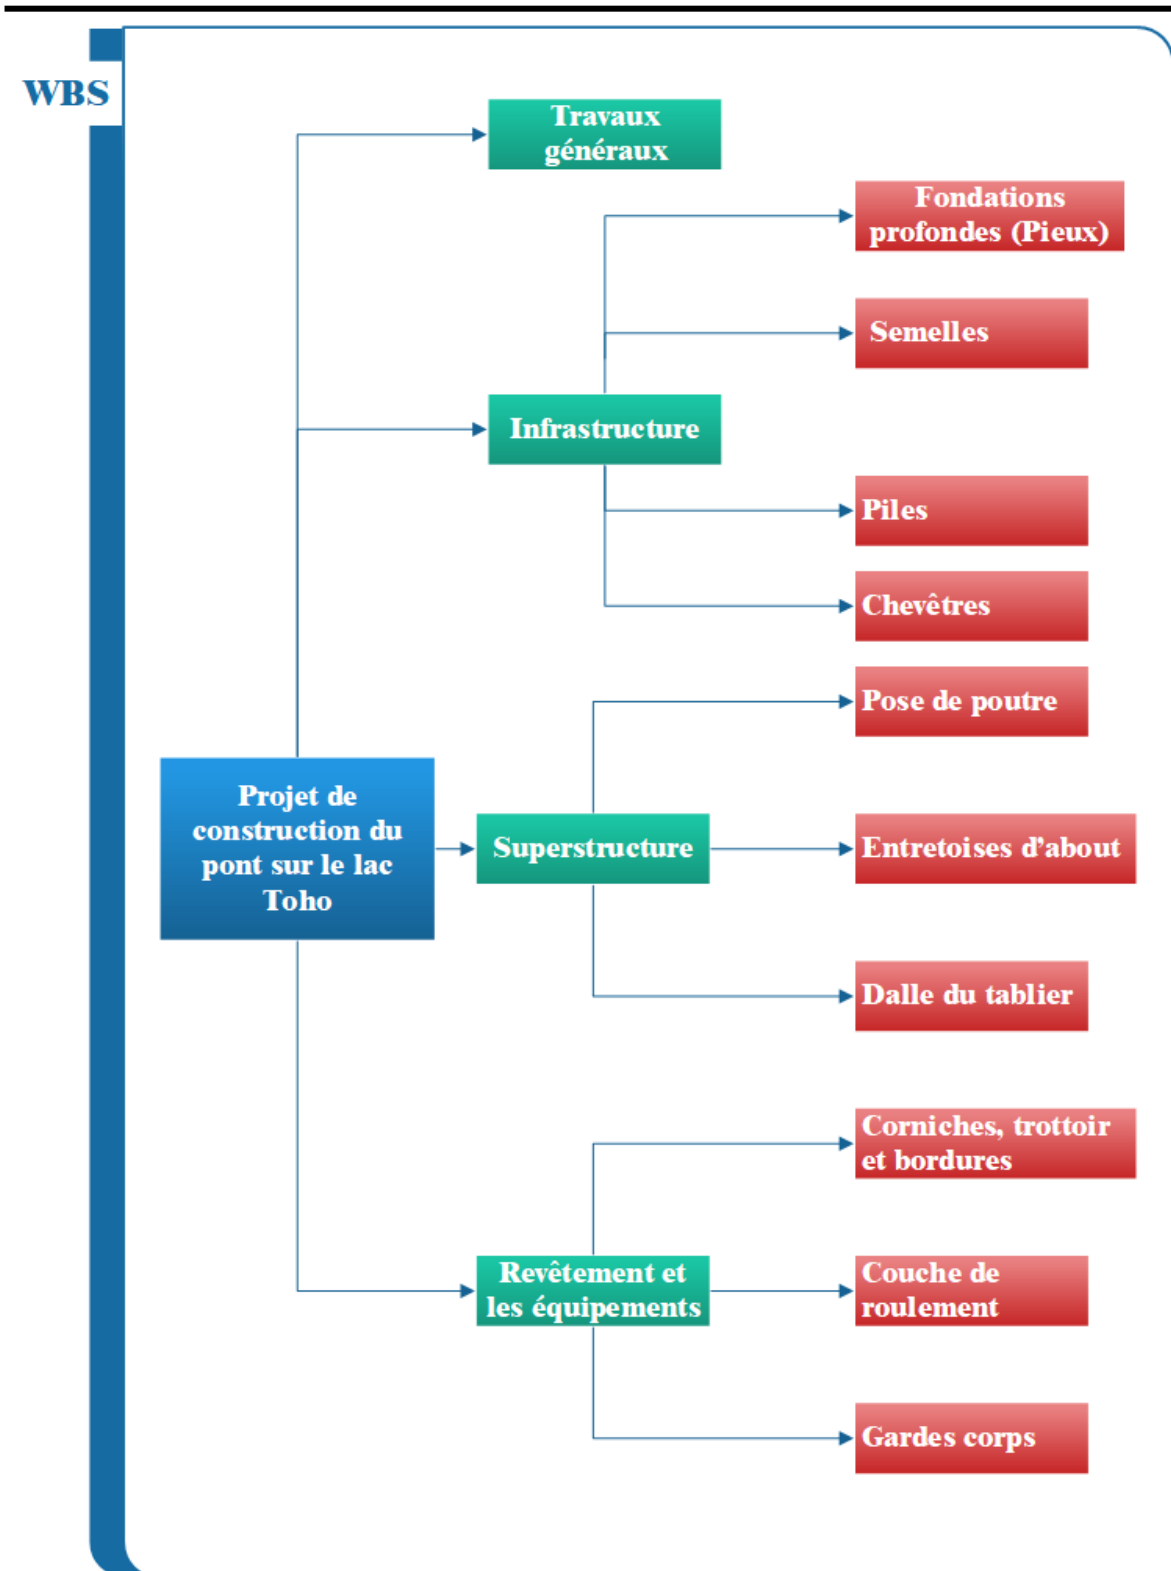 WBS
Travaux
généraux
Fondations
profondes (Pieux)
Semelles
Infrastructure
Piles
Chevêtres
Pose de poutre
Projet de
construction du
pont sur le lac
Toho
Superstructure
Entretoises d’about
Dalle du tablier
Corniches, trottoir
et bordures
Revêtement et
les équipements
Couche de
roulement
Gardes corps